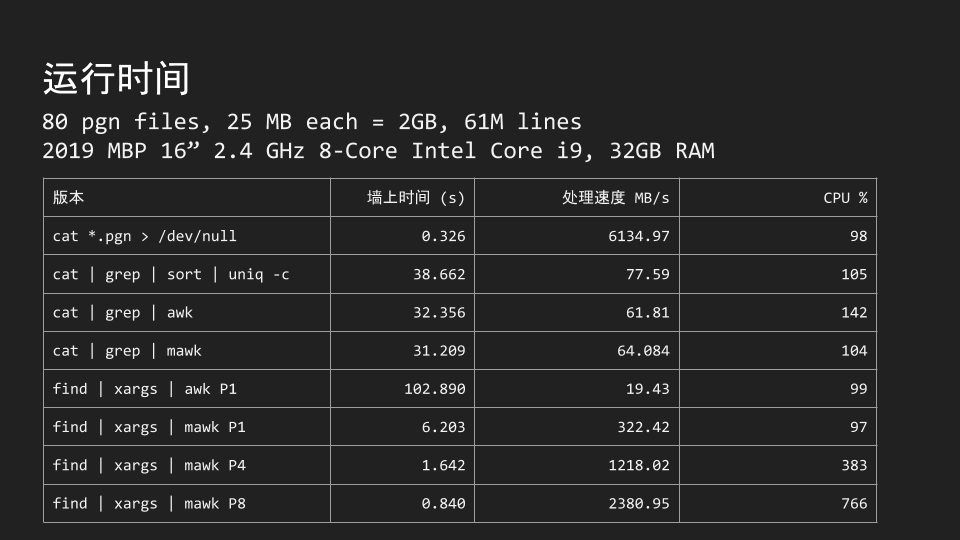 运行时间
80 pgn files, 25 MB each = 2GB, 61M lines
2019 MBP 16” 2.4 GHz 8-Core Intel Core i9, 32GB RAM
版本 墙上时间 (s) 处理速度 MB/s CPU %
cat *.pgn > /dev/null 0.326 6134.97 98
cat | grep | sort | uniq -c 38.662 77.59 105
cat | grep | awk 32.356 61.81 142
cat | grep | mawk 31.209 64.084 104
find | xargs | awk P1 102.890 19.43 99
find | xargs | mawk P1 6.203 322.42 97
find | xargs | mawk P4 1.642 1218.02 383
find | xargs | mawk P8 0.840 2380.95 766